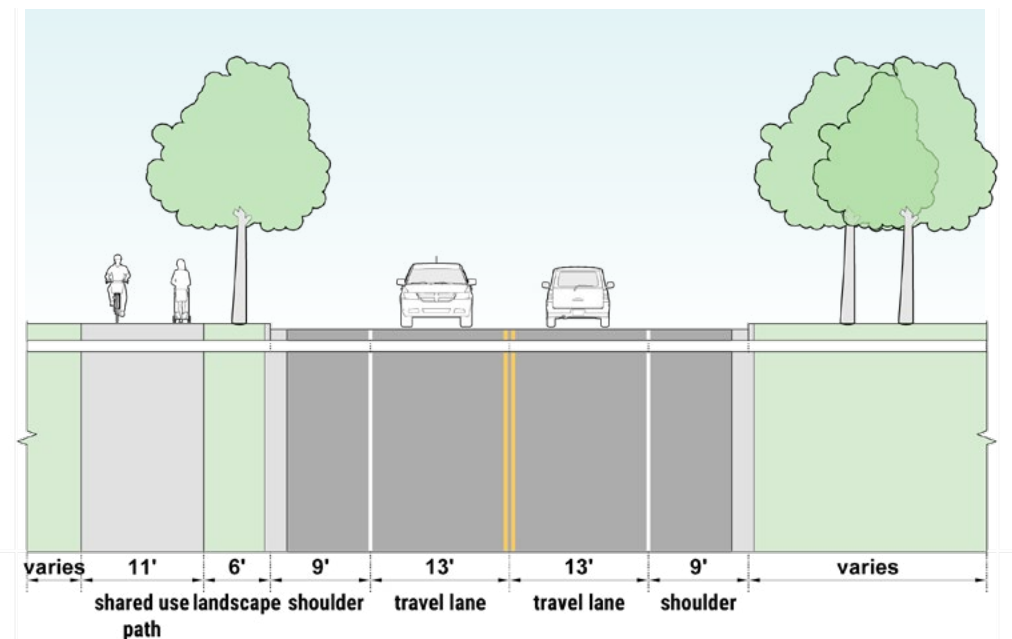 varies 11' 6' 9' 13' 13' 9' varies
shared use landscape shoulder travel lane travel lane shoulder
path